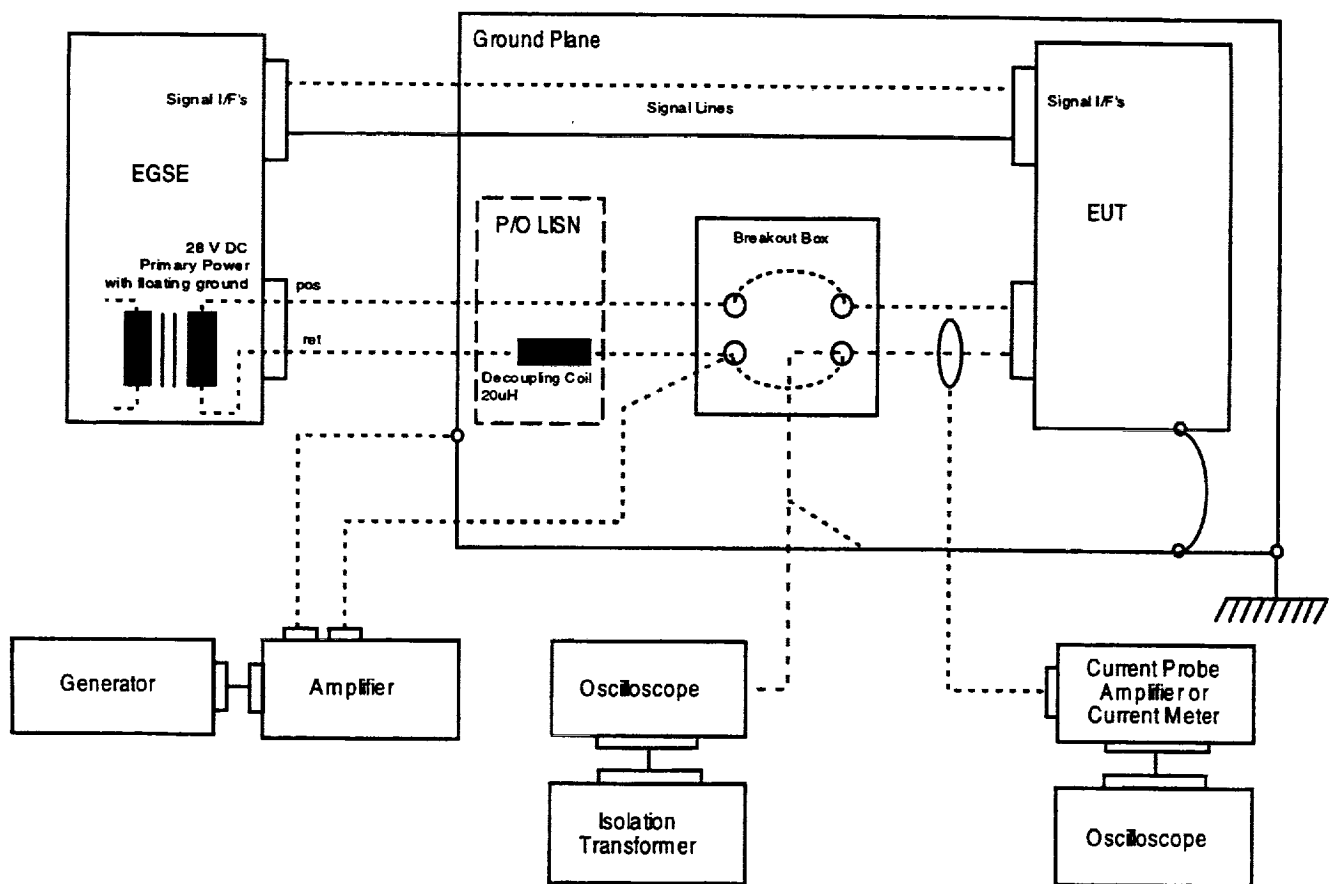 Ground Plane
Signal I/F's
Signal Lines
Signal I/F's
EGSE
EUT
P/O LISN
Breakout Box
28 V DC
Primary Power
with floating ground
pos
ret
Decoupling Coil
20uH
Generator
Amplifier
Oscilloscope
Current Probe
Amplifier or
Current Meter
Isolation
Transformer
Oscilloscope